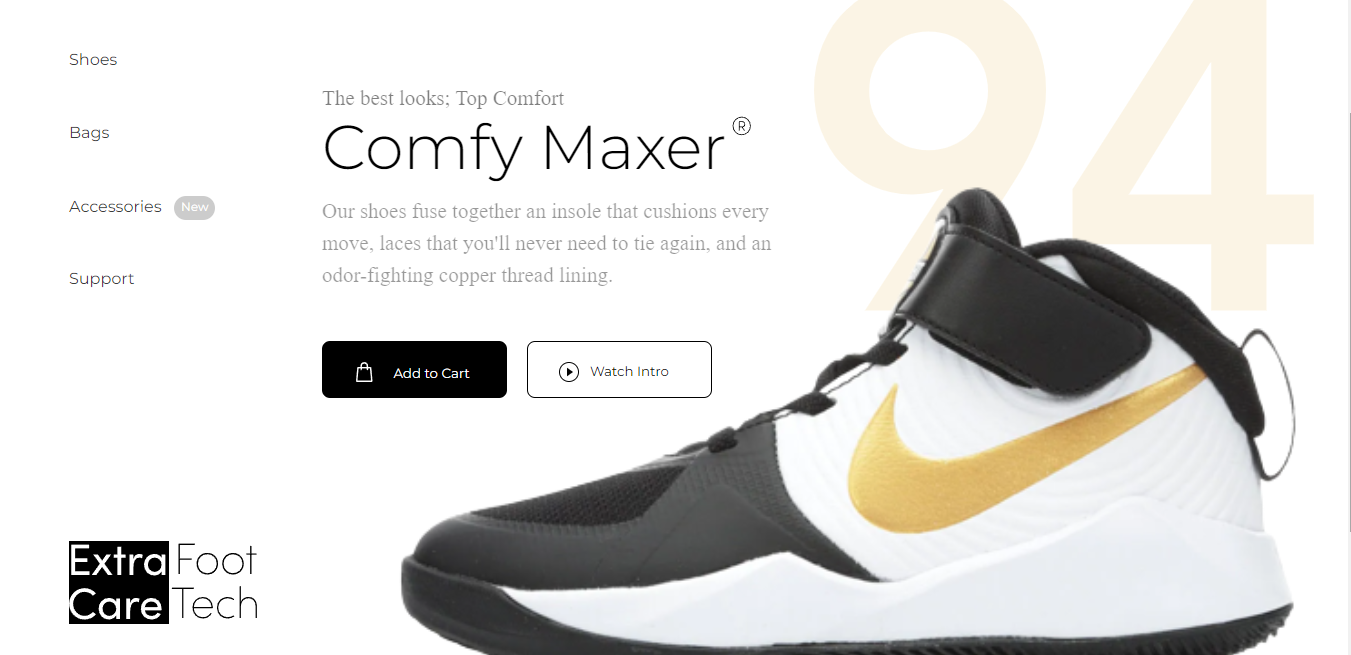 94
Shoes
The best looks; Top Comfort
Bags
Comfy Maxer®
Accessories New
Our shoes fuse together an insole that cushions every
move, laces that you'll never need to tie again, and an
odor-fighting copper thread lining.
Support
Add to Cart
Watch Intro
Extra Foot
Care Tech